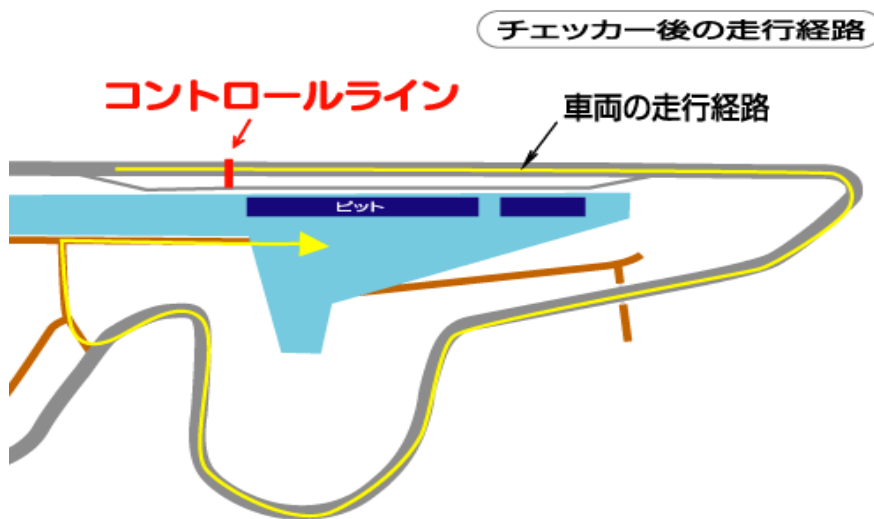 チェッカー後の走行経路
コントロールライン
車両の走行経路
ピット